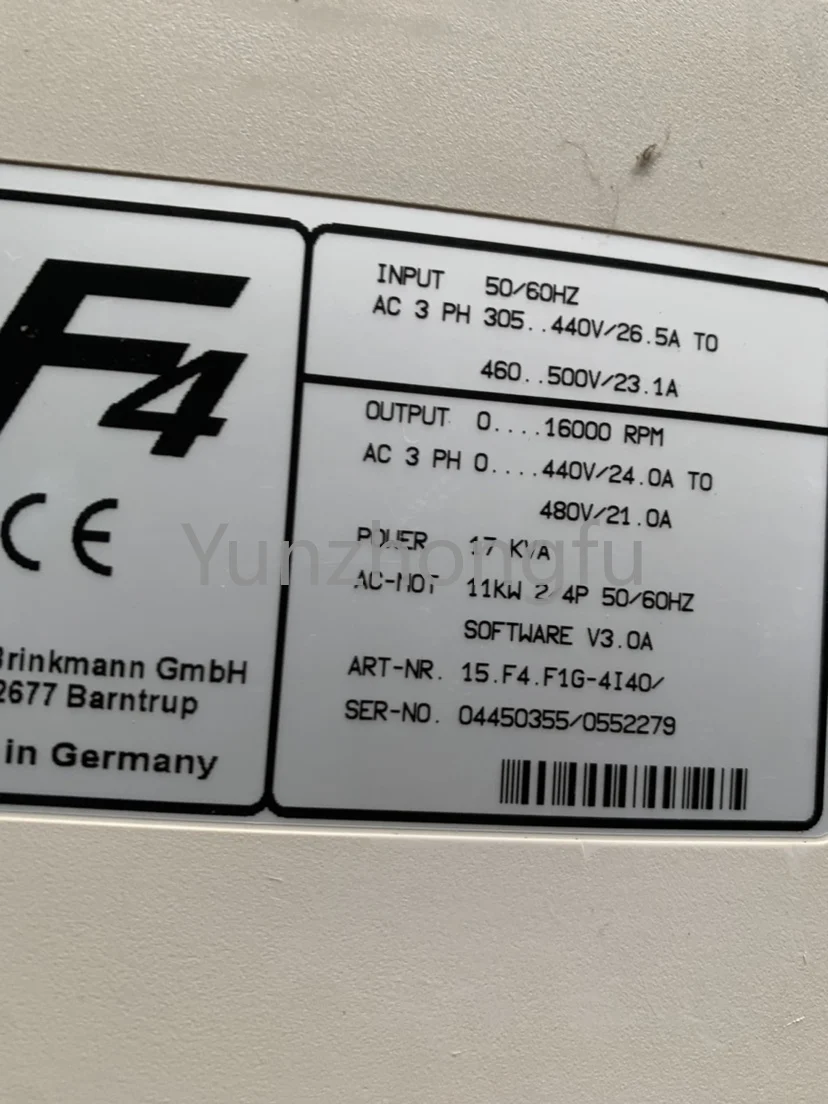 F4
CE
Brinkmann GmbH
2677 Barntrup
in Germany
INPUT 50/60HZ
AC 3 PH 305..440V/26.5A TO
460..500V/23.1A
OUTPUT 0....16000 RPM
AC 3 PH 0....440V/24.0A TO
480V/21.0A
POWER 17 KVA
AC-MOT 11KW 2/4P 50/60HZ
SOFTWARE V3.0A
ART-NR. 15.F4.F1G-4I40/
SER-NO. 04450355/0552279
Yunzhongfu